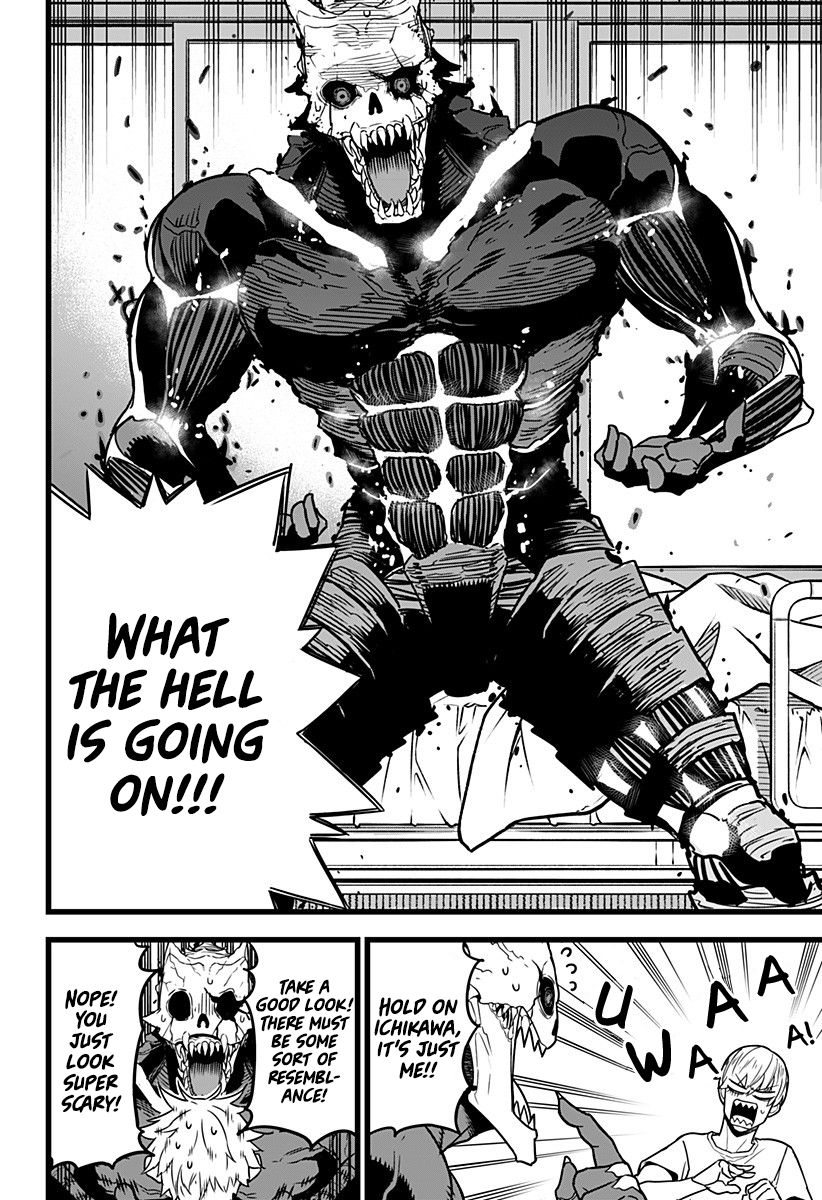 WHAT
THE HELL
IS GOING
ON!!!
UWAAAA!
HOLD ON
ICHIKAWA,
IT'S JUST
ME!!
TAKE A
GOOD LOOK!
THERE MUST
BE SOME
SORT OF
RESEMBL-
ANCE!
NOPE!
YOU
JUST
LOOK
SUPER
SCARY!